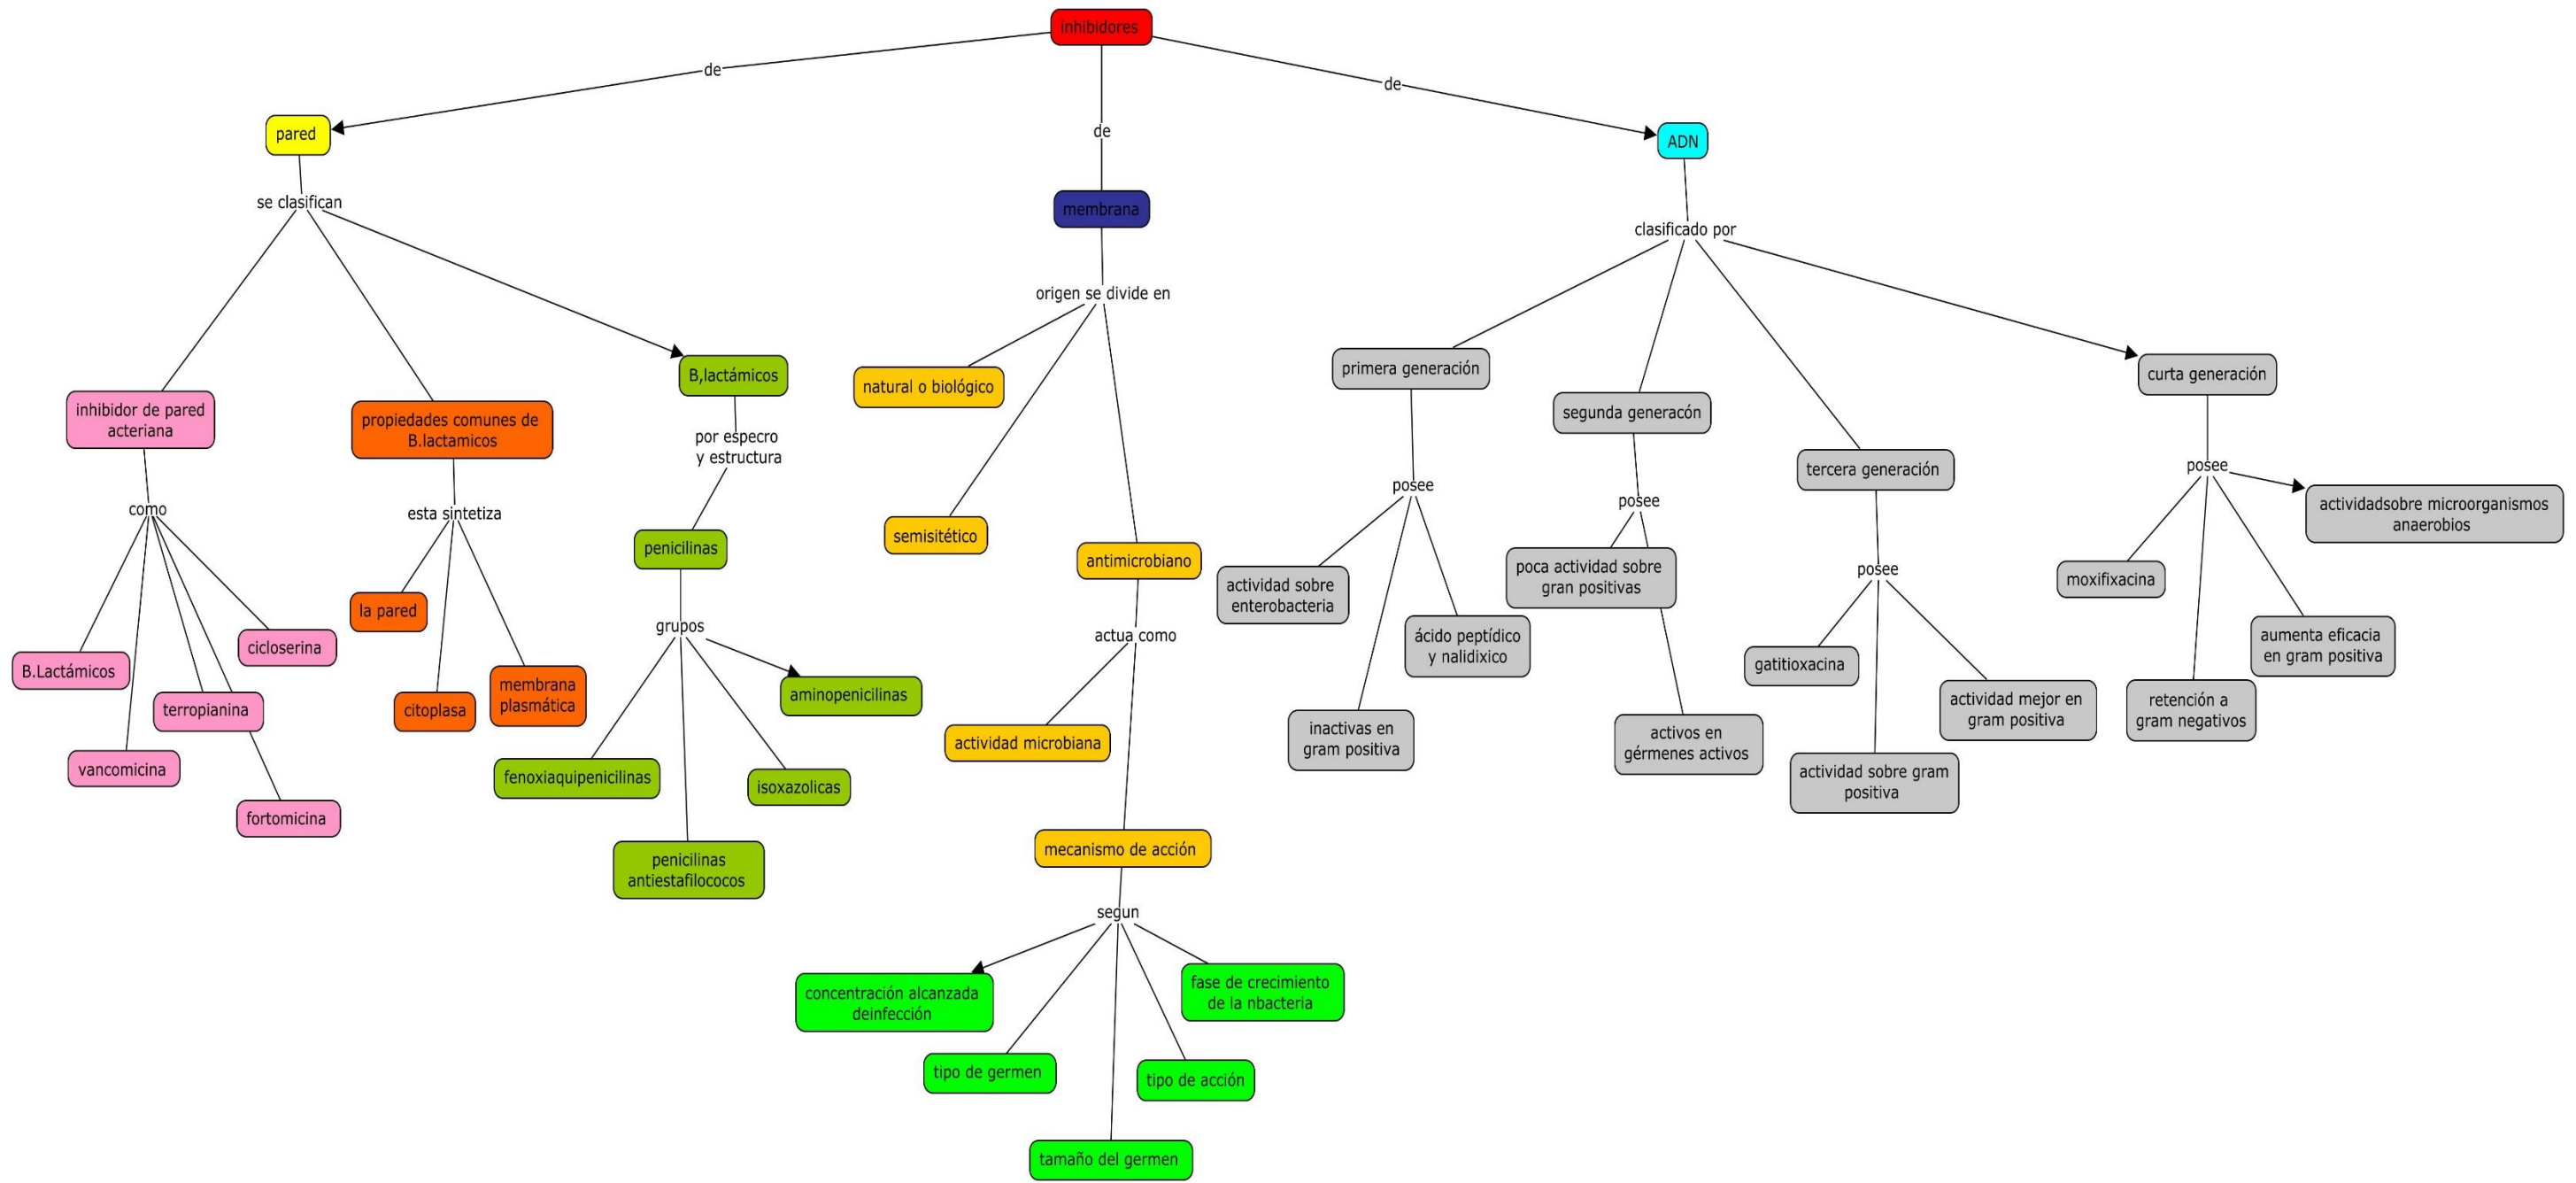 inhibidores
de
de
de
pared
membrana
ADN
se clasifican
origen se divide en
clasificado por
inhibidor de pared
acteriana
propiedades comunes de
B.lactamicos
B,lactámicos
como
esta sintetiza
por especro
y estructura
B.Lactámicos
vancomicina
terropianina
fortomicina
cicloserina
la pared
citoplasa
membrana
plasmática
penicilinas
grupos
fenoxiaquipenicilinas
penicilinas
antiestafilococos
isoxazolicas
aminopenicilinas
natural o biológico
semisitético
antimicrobiano
actua como
actividad microbiana
mecanismo de acción
segun
concentración alcanzada
deinfección
tipo de germen
tamaño del germen
tipo de acción
fase de crecimiento
de la nbacteria
primera generación
posee
actividad sobre
enterobacteria
inactivas en
gram positiva
ácido peptídico
y nalidixico
segunda generacón
posee
poca actividad sobre
gran positivas
activos en
gérmenes activos
tercera generación
posee
gatitioxacina
actividad sobre gram
positiva
actividad mejor en
gram positiva
curta generación
posee
moxifixacina
retención a
gram negativos
aumenta eficacia
en gram positiva
actividadsobre microorganismos
anaerobios